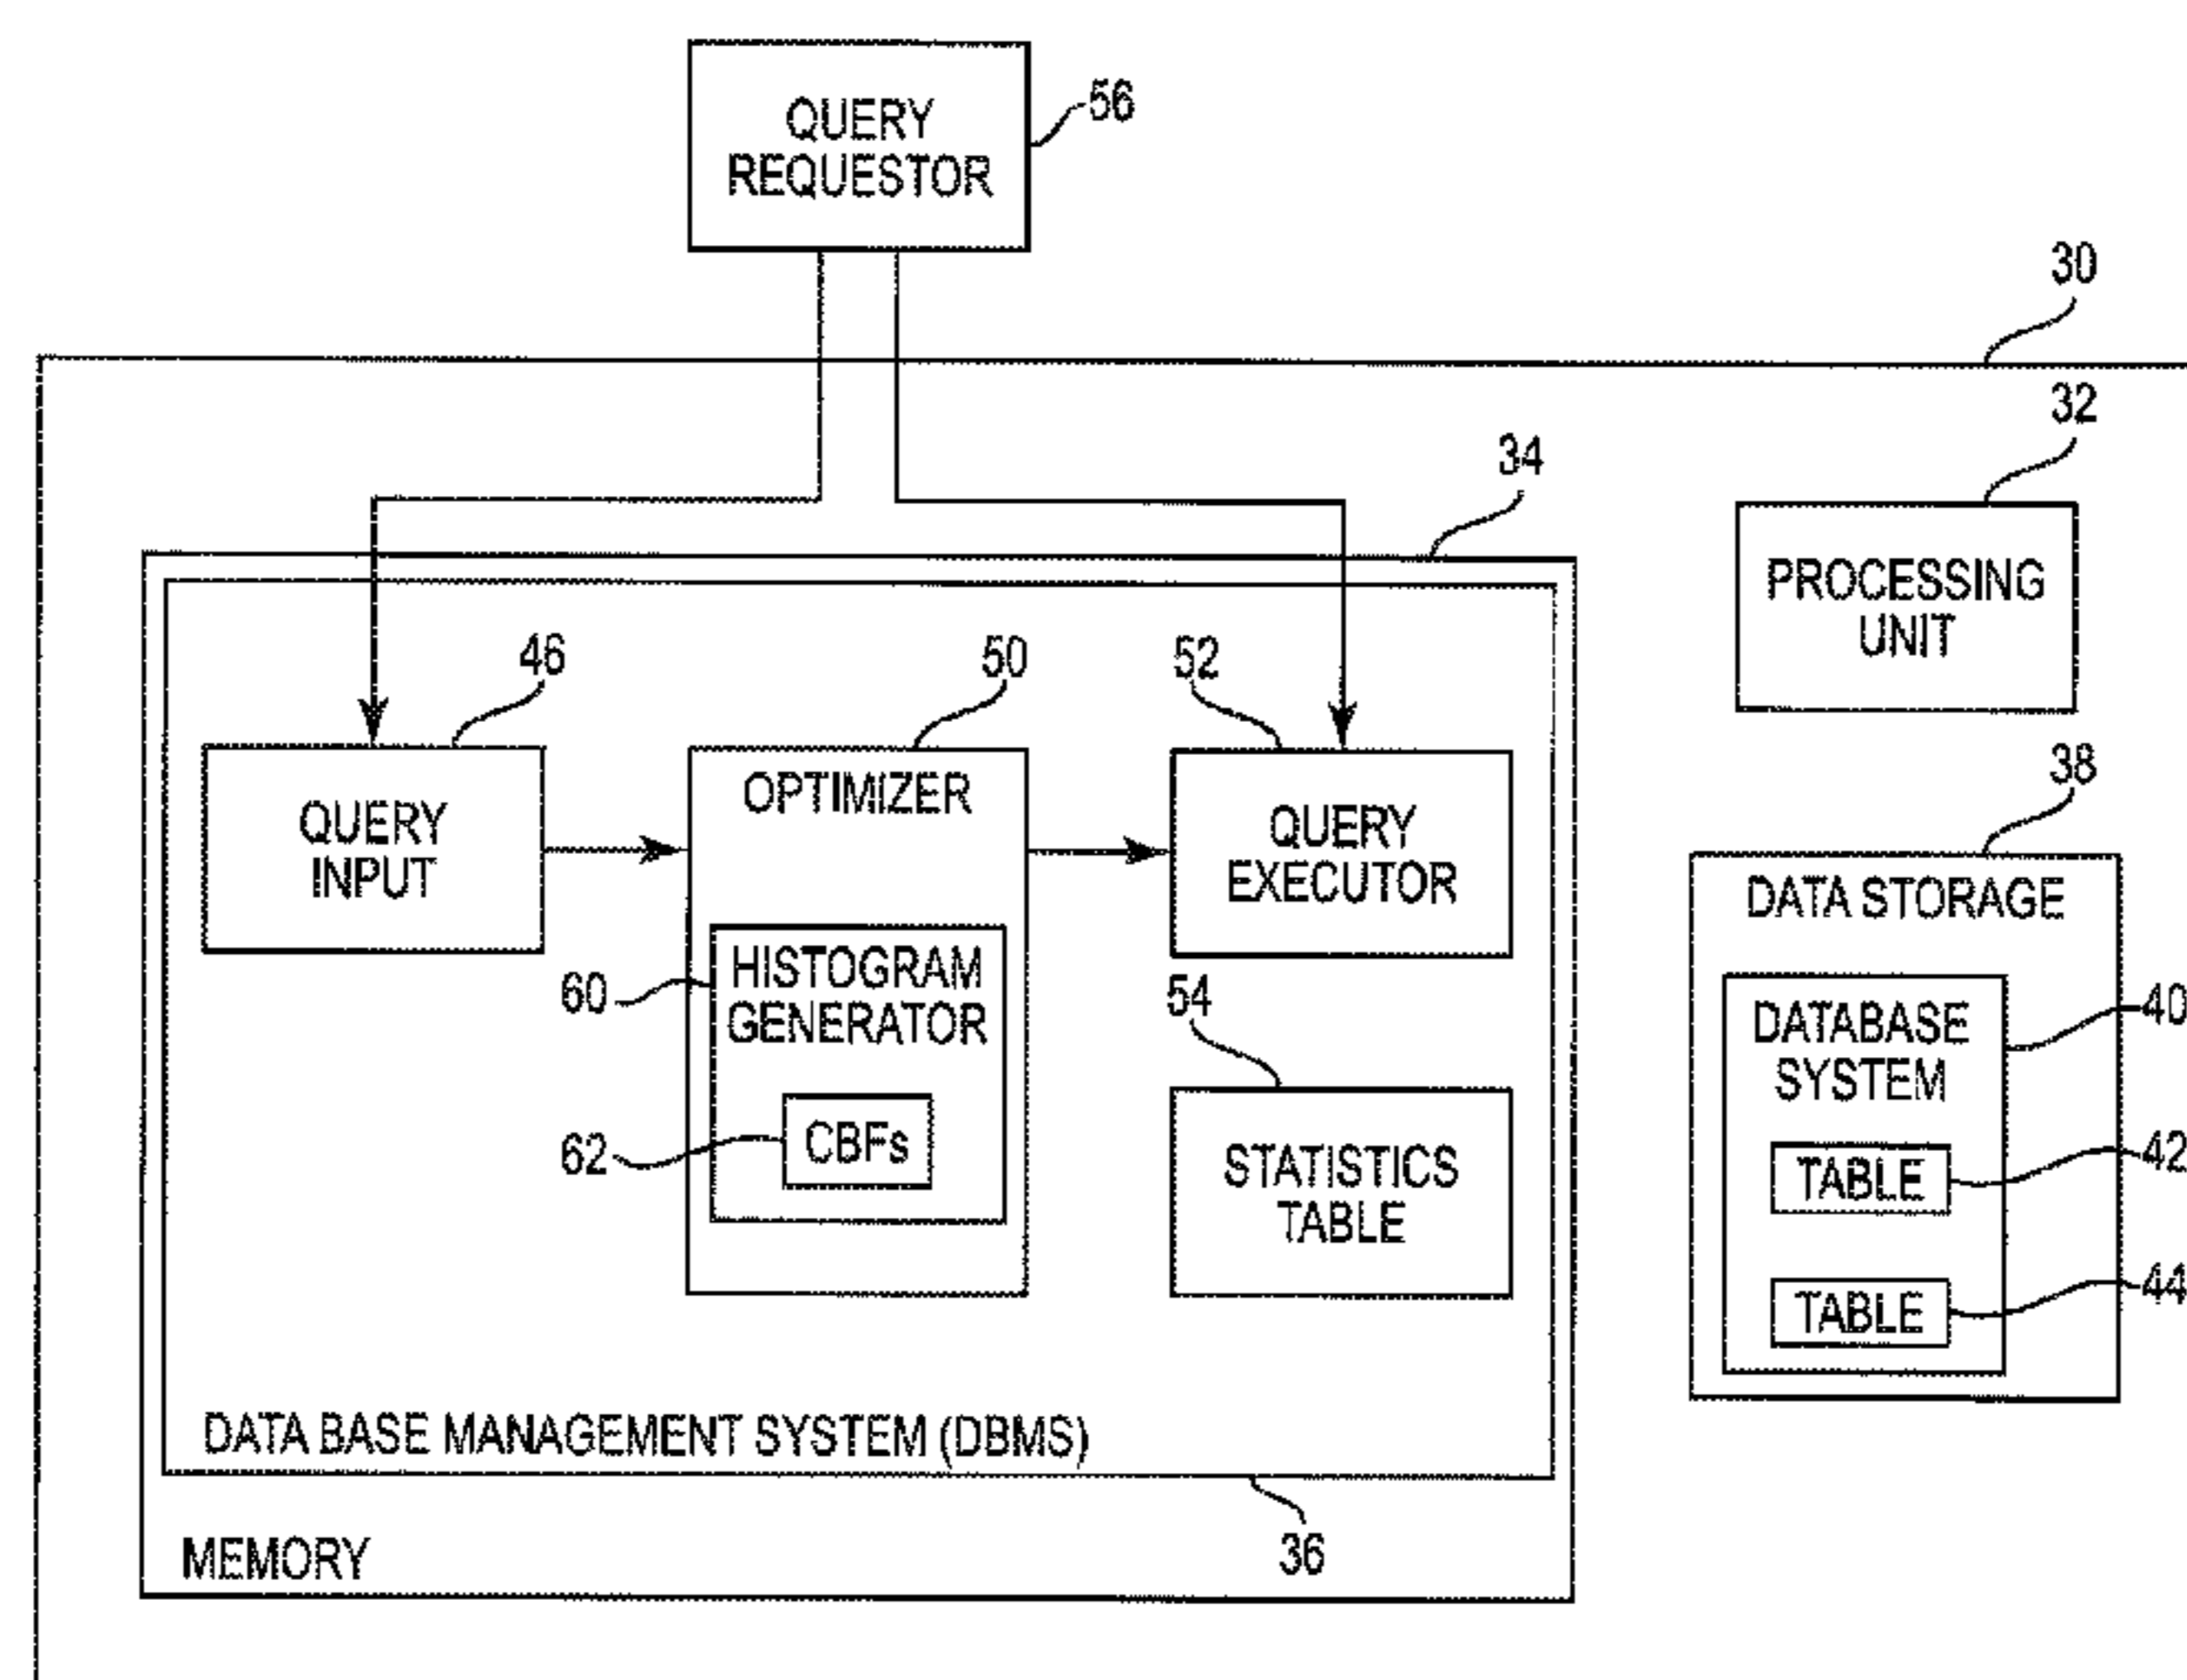 QUERY
REQUESTOR
56
30
32
34
PROCESSING
UNIT
46
50
52
38
QUERY
INPUT
OPTIMIZER
QUERY
EXECUTOR
DATA STORAGE
60
HISTOGRAM
GENERATOR
54
DATABASE
SYSTEM
40
62
CBFs
STATISTICS
TABLE
TABLE
42
TABLE
44
DATA BASE MANAGEMENT SYSTEM (DBMS)
36
MEMORY